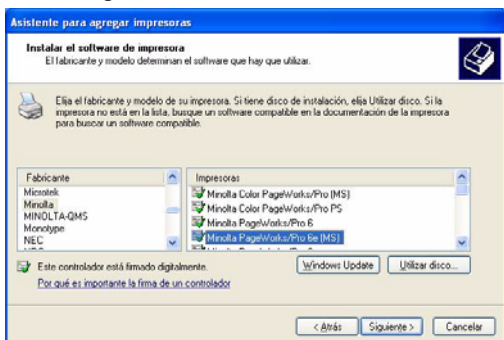 Asistente para agregar impresoras
Instalar el software de impresora
El fabricante y modelo determinan el software que hay que utilizar.
Elija el fabricante y modelo de su impresora. Si tiene disco de instalación, elija Utilizar disco. Si la
impresora no está en la lista, busque un software compatible en la documentación de la impresora
para buscar un software compatible.
Fabricante
Microtek
Minolta
MINOLTA-QMS
Monotype
NEC
Impresoras
Minolta Color PageWorks/Pro (MS)
Minolta Color PageWorks/Pro PS
Minolta PageWorks/Pro 6
Minolta PageWorks/Pro 6e (MS)
Este controlador está firmado digitalmente.
Por qué es importante la firma de un controlador
Windows Update
Utilizar disco...
< Atrás
Siguiente >
Cancelar